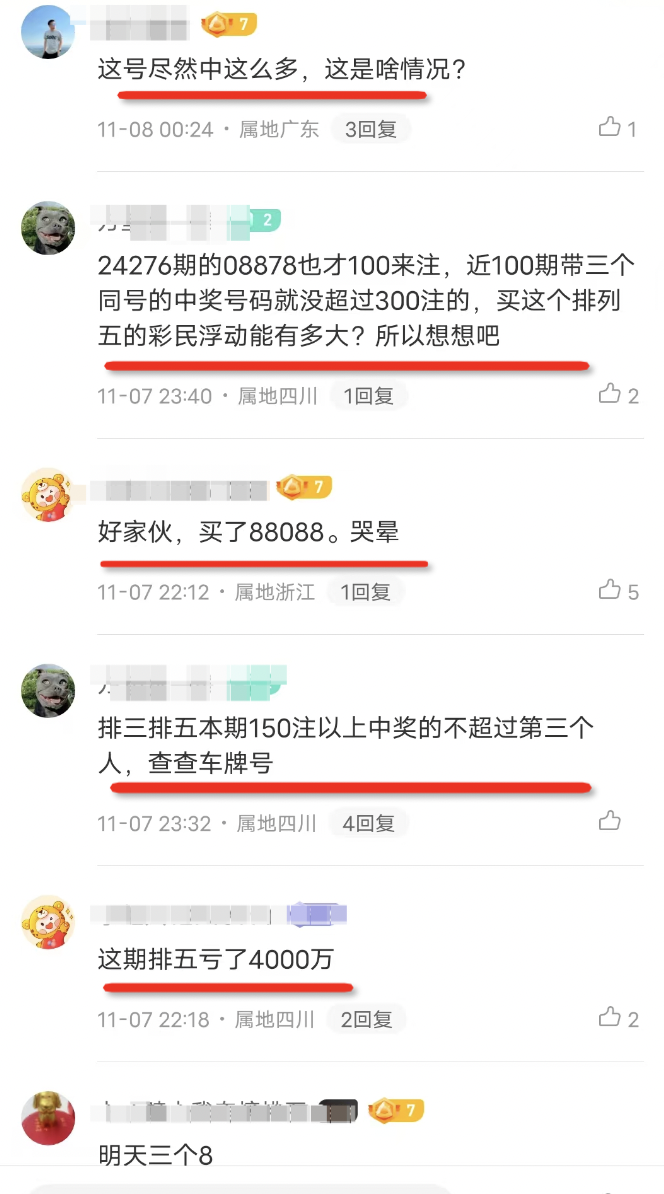 7
这号尽然中这么多，这是啥情况？
11-08 00:24 · 属地广东 3回复 1
2
24276期的08878也才100来注，近100期带三个
同号的中奖号码就没超过300注的，买这个排列
五的彩民浮动能有多大？所以想想吧
11-07 23:40 · 属地四川 1回复 2
7
好家伙，买了88088。哭晕
11-07 22:12 · 属地浙江 1回复 5
排三排五本期150注以上中奖的不超过第三个
人，查查车牌号
11-07 23:32 · 属地四川 4回复
这期排五亏了4000万
11-07 22:18 · 属地四川 2回复 2
7
明天三个8